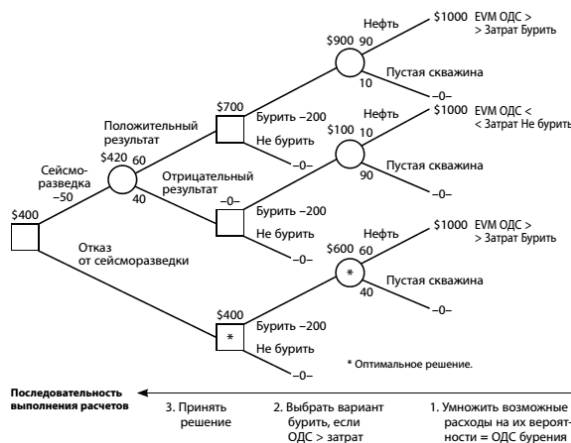 Нефть
$1000 EVM ОДС >
> Затрат Бурить
$900 90
Пустая скважина
10
–0–
$700
Бурить –200
Не бурить
–0–
Нефть
$1000 EVM ОДС <
< Затрат Не бурить
$100 10
Пустая скважина
90
–0–
Положительный
результат
$420 60
Сейсмо-
разведка
–50
Отрицательный
результат
40
–0–
Бурить –200
Не бурить
–0–
$400
Отказ
от сейсморазведки
Нефть
$1000 EVM ОДС >
> Затрат Бурить
$600 60
*
Пустая скважина
40
–0–
$400
*
Бурить –200
Не бурить
–0–
* Оптимальное решение.
Последовательность
выполнения расчетов
3. Принять
решение
2. Выбрать вариант
бурить, если
ОДС > затрат
1. Умножить возможные
расходы на их вероят-
ности = ОДС бурения